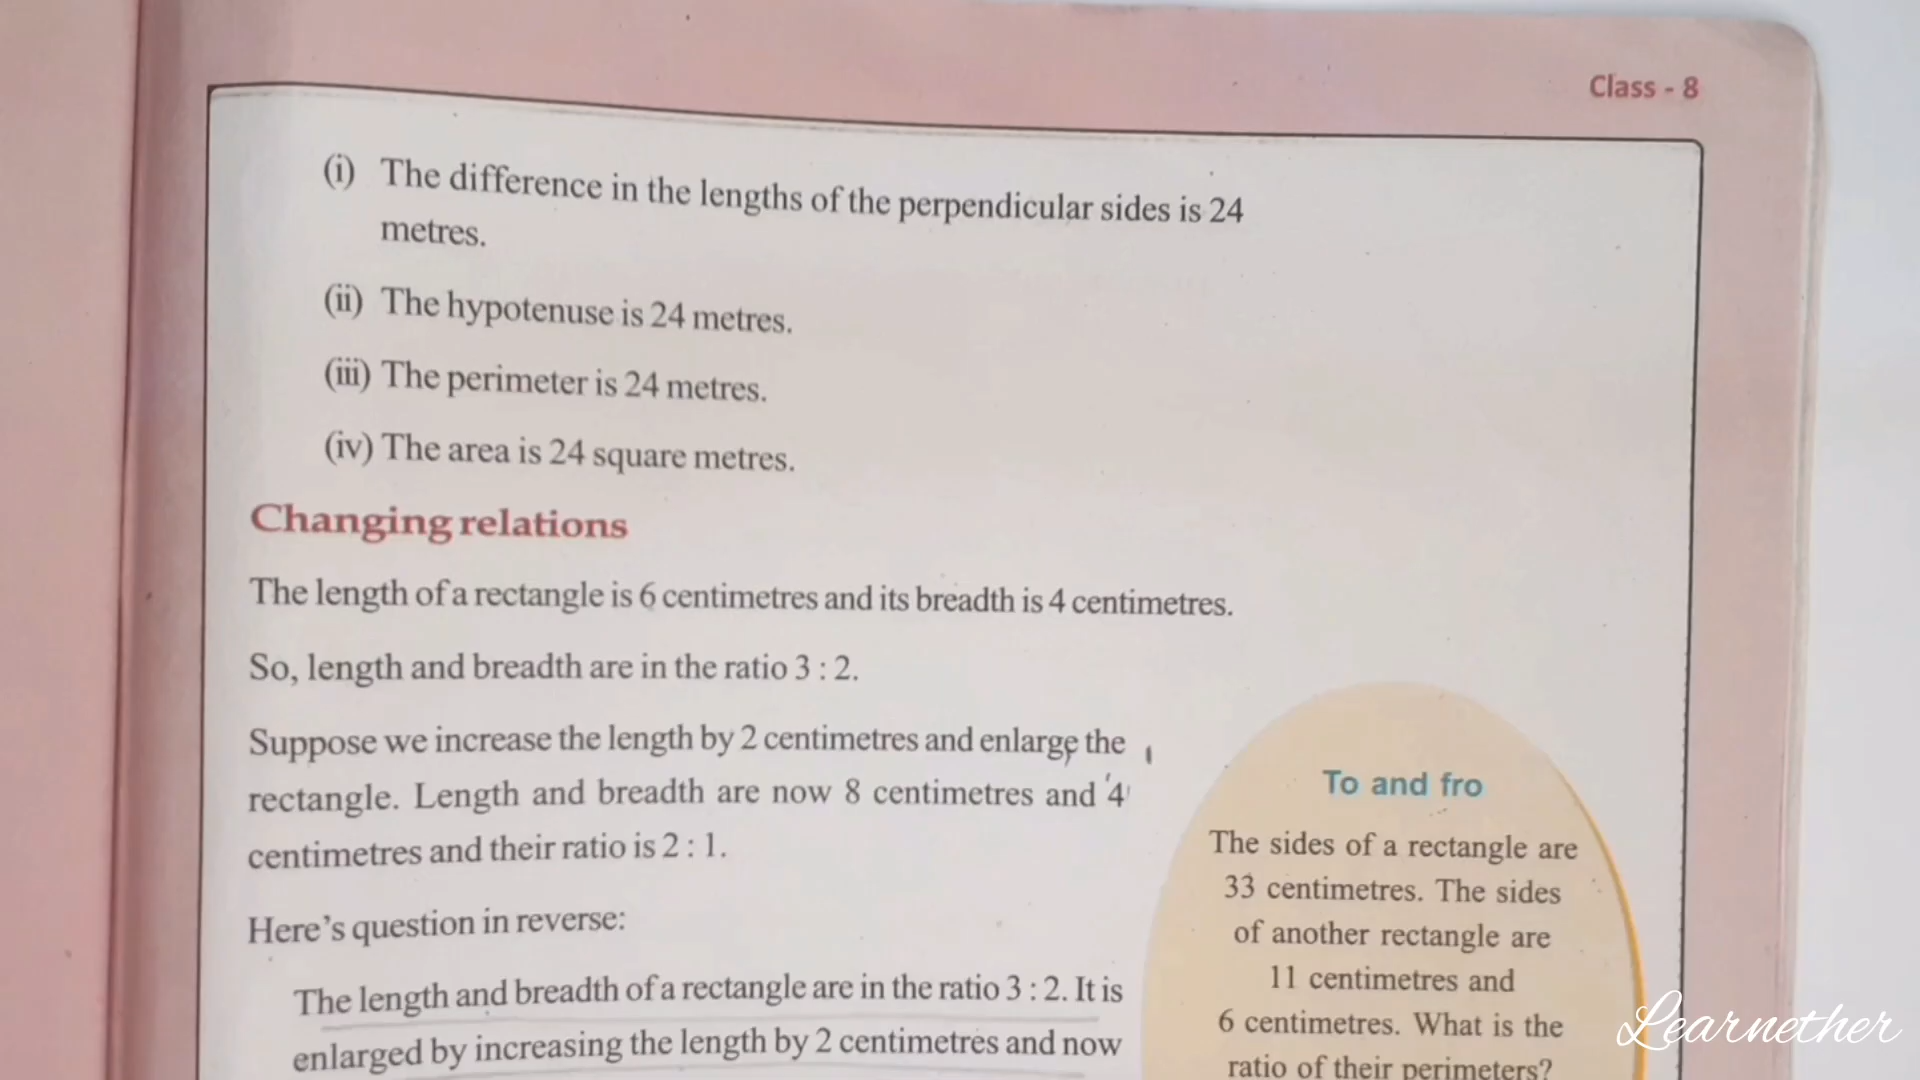 Class - 8
(i) The difference in the lengths of the perpendicular sides is 24
metres.
(ii) The hypotenuse is 24 metres.
(iii) The perimeter is 24 metres.
(iv) The area is 24 square metres.
Changing relations
The length of a rectangle is 6 centimetres and its breadth is 4 centimetres.
So, length and breadth are in the ratio 3 : 2.
Suppose we increase the length by 2 centimetres and enlarge the
rectangle. Length and breadth are now 8 centimetres and 4
centimetres and their ratio is 2 : 1.
Here's question in reverse:
The length and breadth of a rectangle are in the ratio 3 : 2. It is
enlarged by increasing the length by 2 centimetres and now
To and fro
The sides of a rectangle are
33 centimetres. The sides
of another rectangle are
11 centimetres and
6 centimetres. What is the
ratio of their perimeters?
Learnether